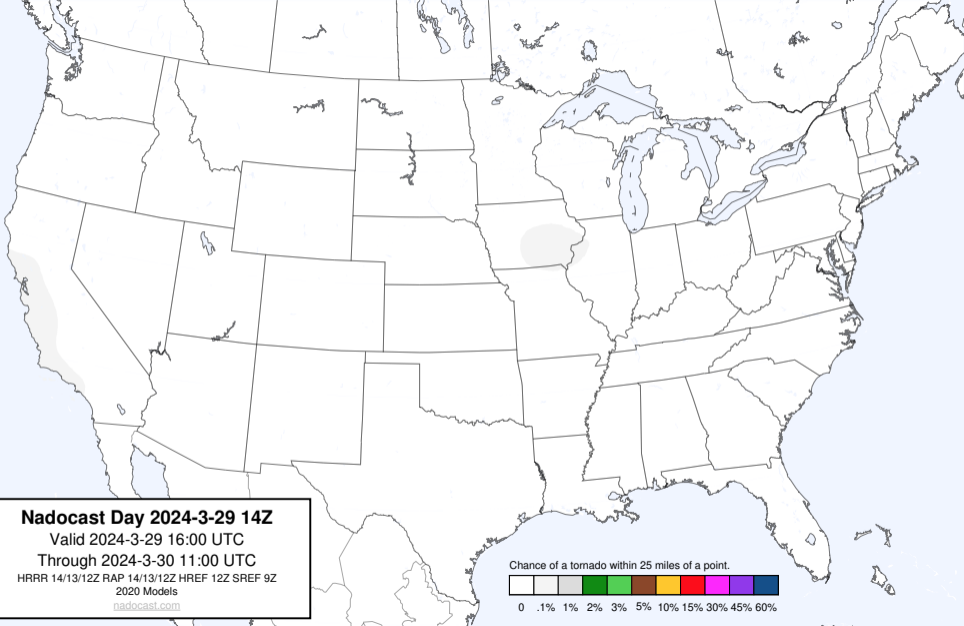 Nadocast Day 2024-3-29 14Z
Valid 2024-3-29 16:00 UTC
Through 2024-3-30 11:00 UTC
HRRR 14/13/12Z RAP 14/13/12Z HREF 12Z SREF 9Z
2020 Models
nadocast.com
Chance of a tornado within 25 miles of a point.
0 .1% 1% 2% 3% 5% 10% 15% 30% 45% 60%